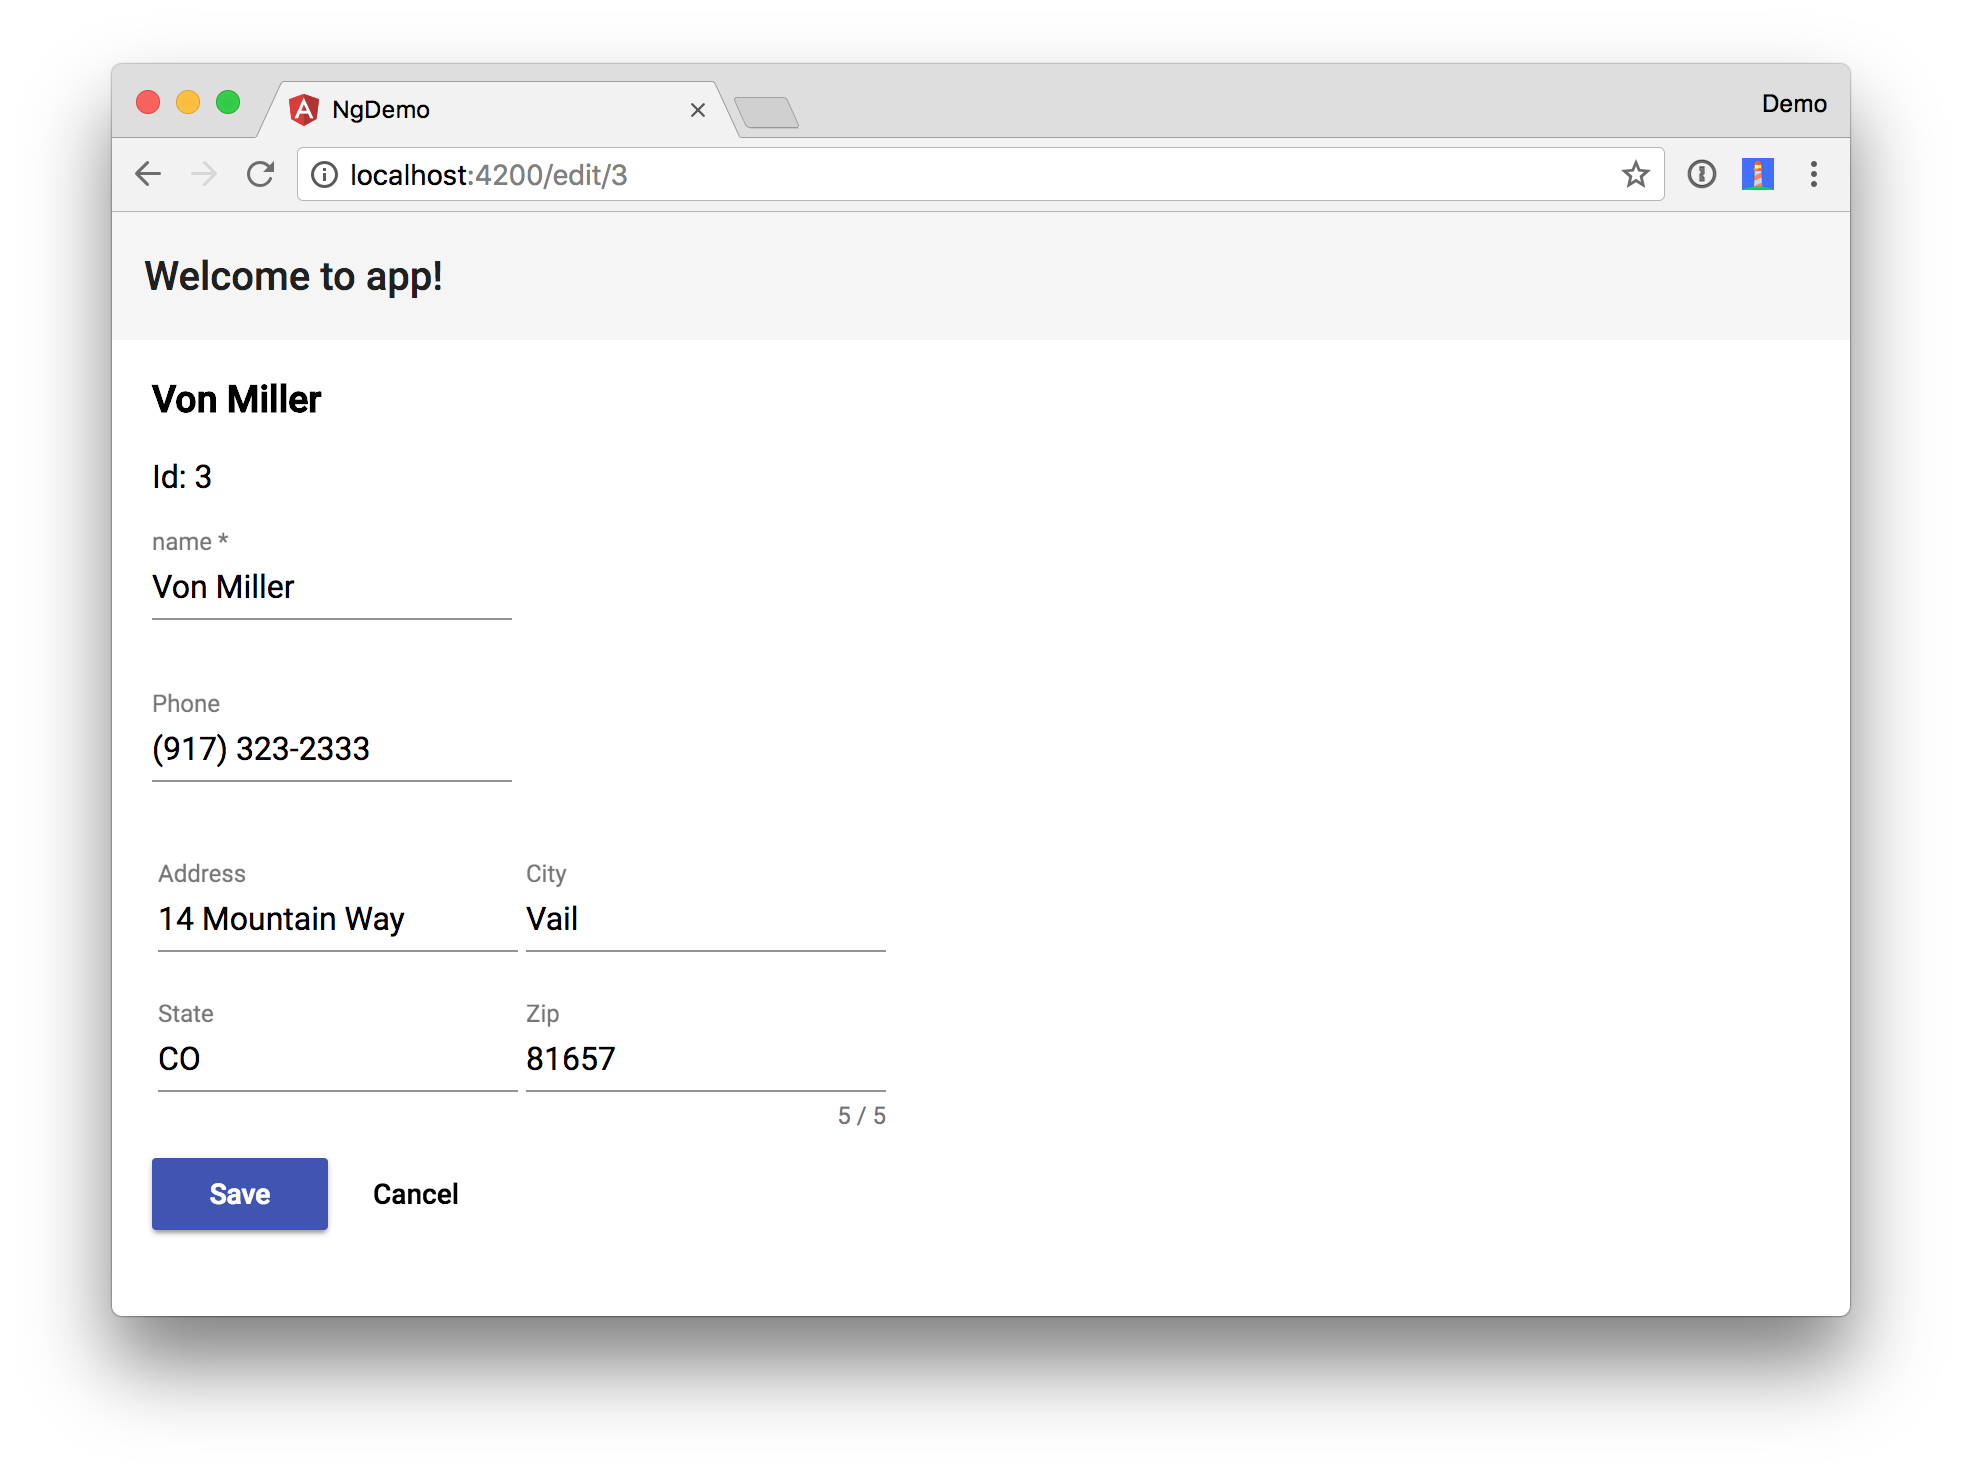 NgDemo
Demo
localhost:4200/edit/3
Welcome to app!
Von Miller
Id: 3
name *
Von Miller
Phone
(917) 323-2333
Address City
14 Mountain Way Vail
State Zip
CO 81657
5 / 5
Save Cancel